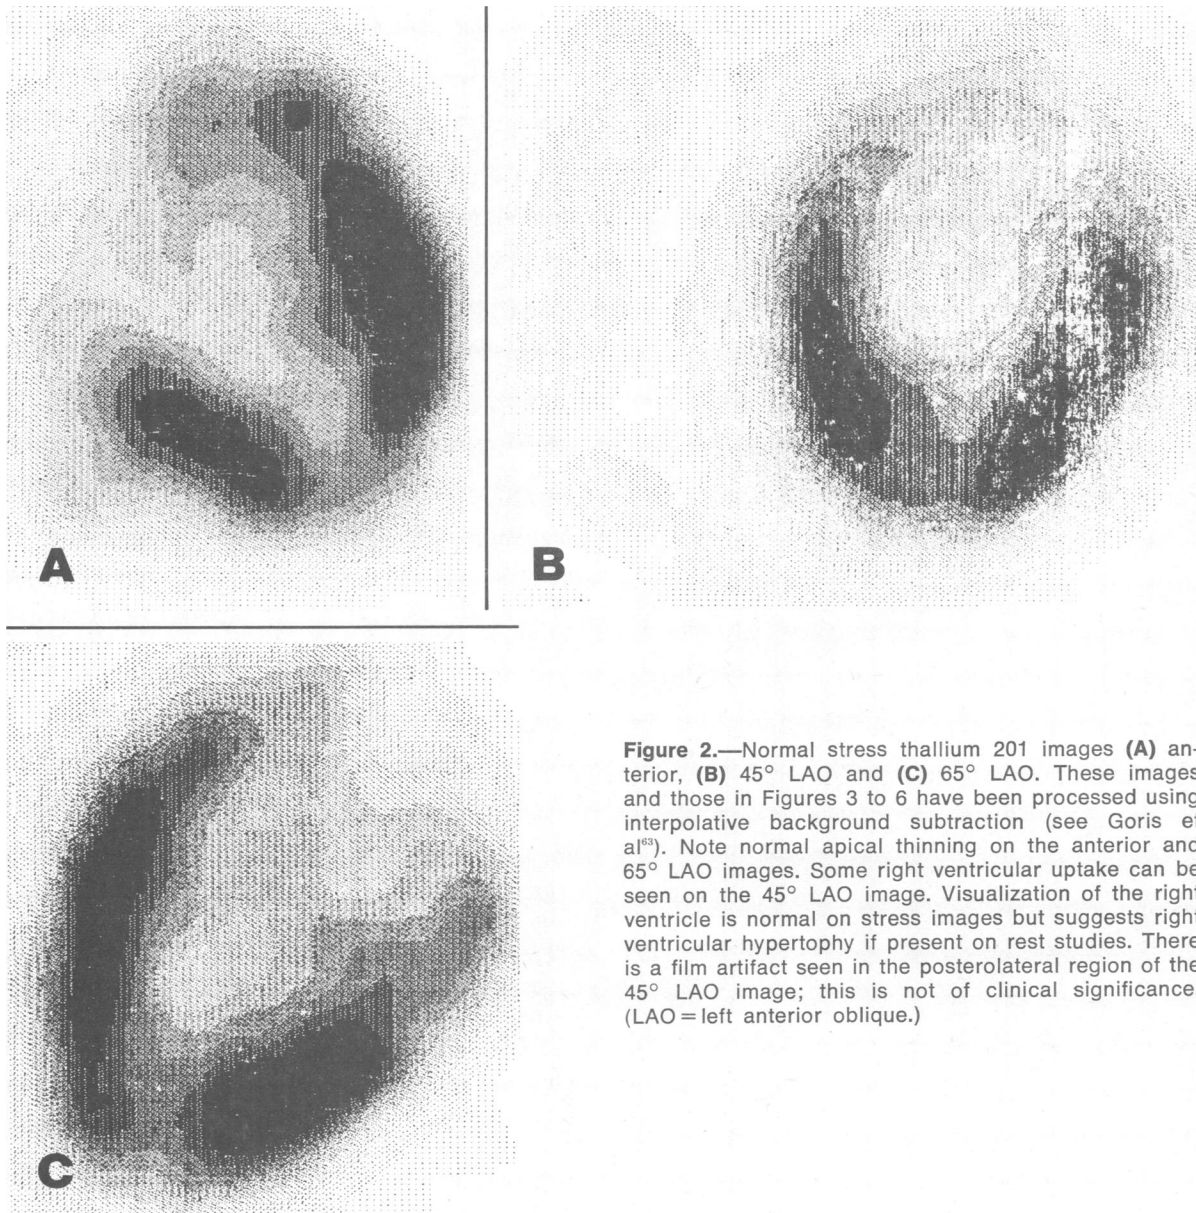 A
B
C
Figure 2.—Normal stress thallium 201 images (A) an-
terior, (B) 45° LAO and (C) 65° LAO. These images
and those in Figures 3 to 6 have been processed using
interpolative background subtraction (see Goris et
al⁶³). Note normal apical thinning on the anterior and
65° LAO images. Some right ventricular uptake can be
seen on the 45° LAO image. Visualization of the right
ventricle is normal on stress images but suggests right
ventricular hypertophy if present on rest studies. There
is a film artifact seen in the posterolateral region of the
45° LAO image; this is not of clinical significance
(LAO=left anterior oblique.)